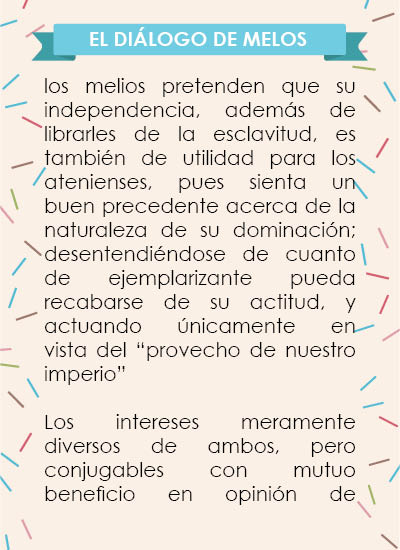 EL DIÁLOGO DE MELOS
los melios pretenden que su
independencia, además de
librarles de la esclavitud, es
también de utilidad para los
atenienses, pues sienta un
buen precedente acerca de la
naturaleza de su dominación;
desentendiéndose de cuanto
de ejemplarizante pueda
recabarse de su actitud, y
actuando únicamente en
vista del “provecho de nuestro
imperio”
Los intereses meramente
diversos de ambos, pero
conjugables con mutuo
beneficio en opinión de